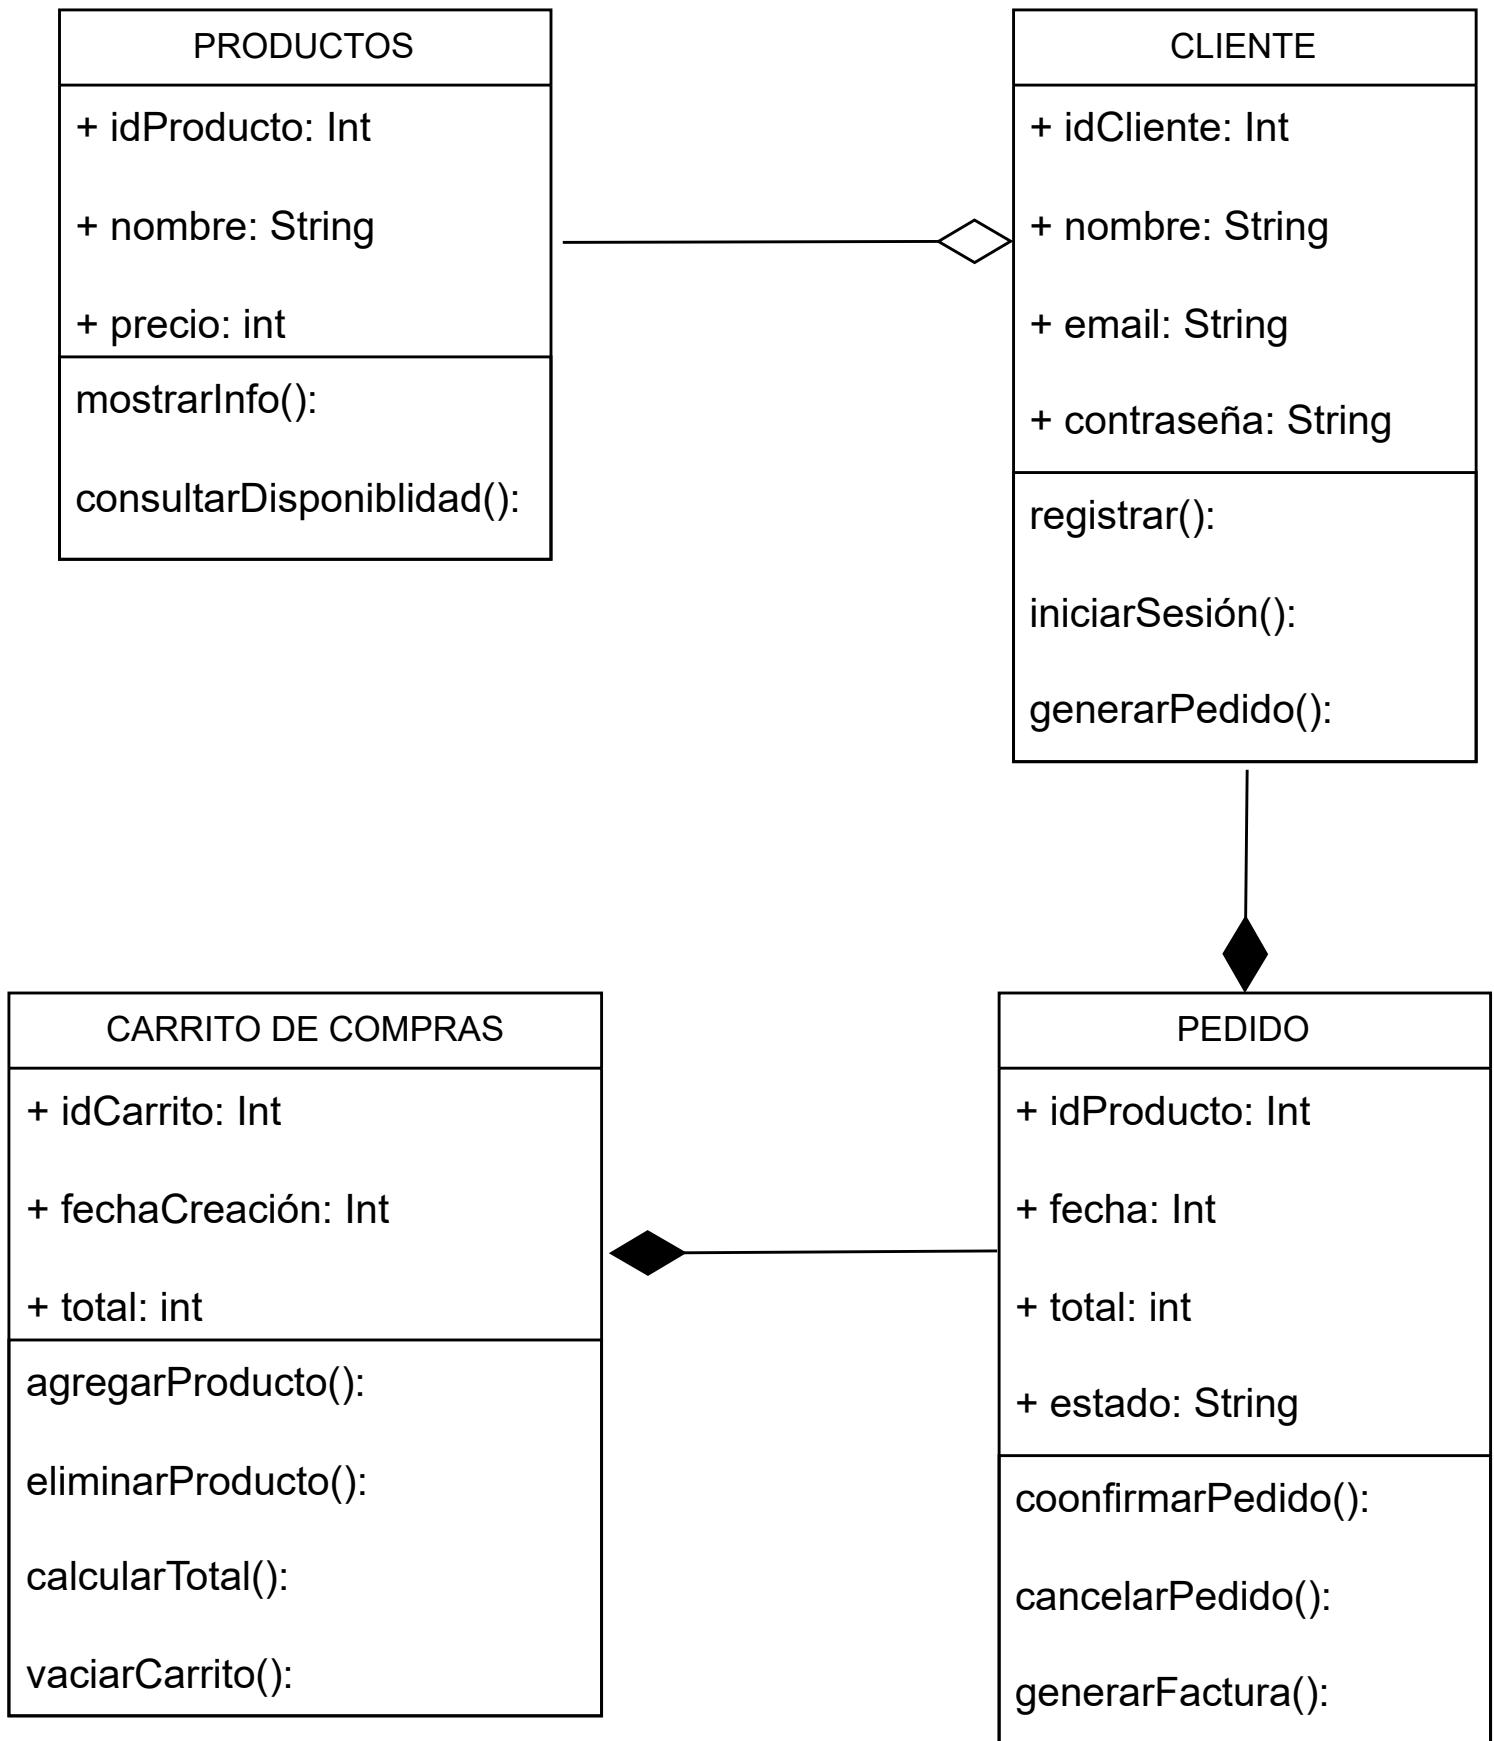 PRODUCTOS
+ idProducto: Int
+ nombre: String
+ precio: int
mostrarInfo():
consultarDisponiblidad():
CLIENTE
+ idCliente: Int
+ nombre: String
+ email: String
+ contraseña: String
registrar():
iniciarSesión():
generarPedido():
CARRITO DE COMPRAS
+ idCarrito: Int
+ fechaCreación: Int
+ total: int
agregarProducto():
eliminarProducto():
calcularTotal():
vaciarCarrito():
PEDIDO
+ idProducto: Int
+ fecha: Int
+ total: int
+ estado: String
coonfirmarPedido():
cancelarPedido():
generarFactura():